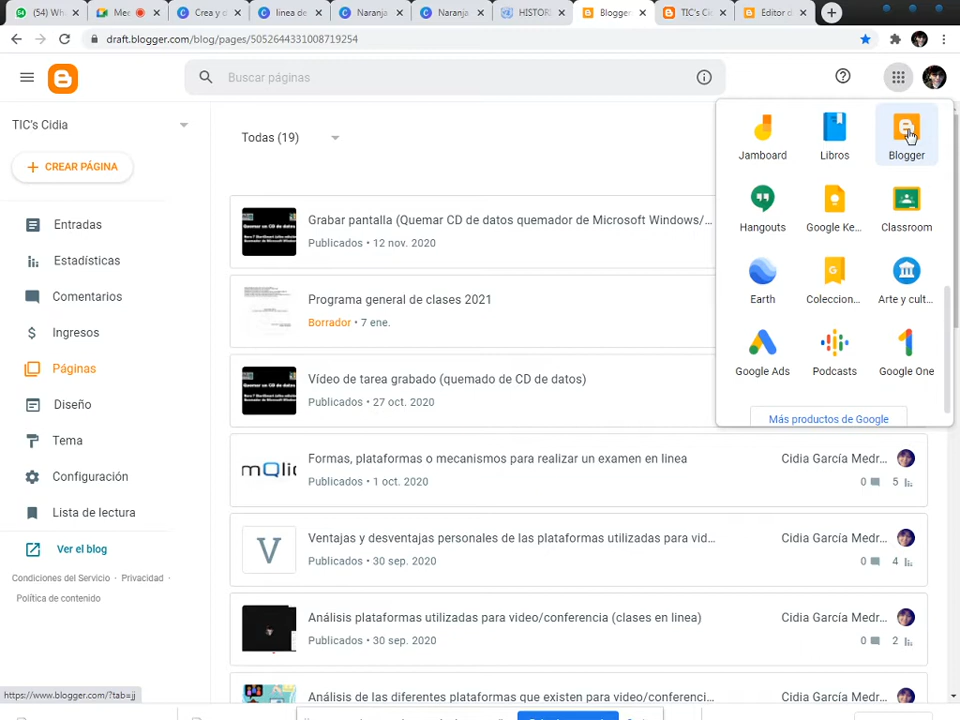 (54) Wh
Mee
Crea y d
linea de
Naranja
Naranja
HISTOR
Blogger
TIC's Ci
Editor d
draft.blogger.com/blog/pages/5052644331008719254
Buscar páginas
TIC's Cidia
CREAR PÁGINA
Entradas
Estadísticas
Comentarios
Ingresos
Páginas
Diseño
Tema
Configuración
Lista de lectura
Ver el blog
Condiciones del Servicio · Privacidad ·
Política de contenido
https://www.blogger.com/?tab=jj
Todas (19)
Grabar pantalla (Quemar CD de datos quemador de Microsoft Windows/...
Publicados • 12 nov. 2020
Programa general de clases 2021
Borrador • 7 ene.
Vídeo de tarea grabado (quemado de CD de datos)
Publicados • 27 oct. 2020
Formas, plataformas o mecanismos para realizar un examen en linea
Publicados • 1 oct. 2020
Cidia García Medr...
0 5
Ventajas y desventajas personales de las plataformas utilizadas para vid...
Publicados • 30 sep. 2020
Cidia García Medr...
0 4
Análisis plataformas utilizadas para video/conferencia (clases en linea)
Publicados • 30 sep. 2020
Cidia García Medr...
0 2
Análisis de las diferentes plataformas que existen para video/conferenci...
Cidia García Medr...
Jamboard Libros Blogger
Hangouts Google Ke... Classroom
Earth Coleccion... Arte y cult...
Google Ads Podcasts Google One
Más productos de Google